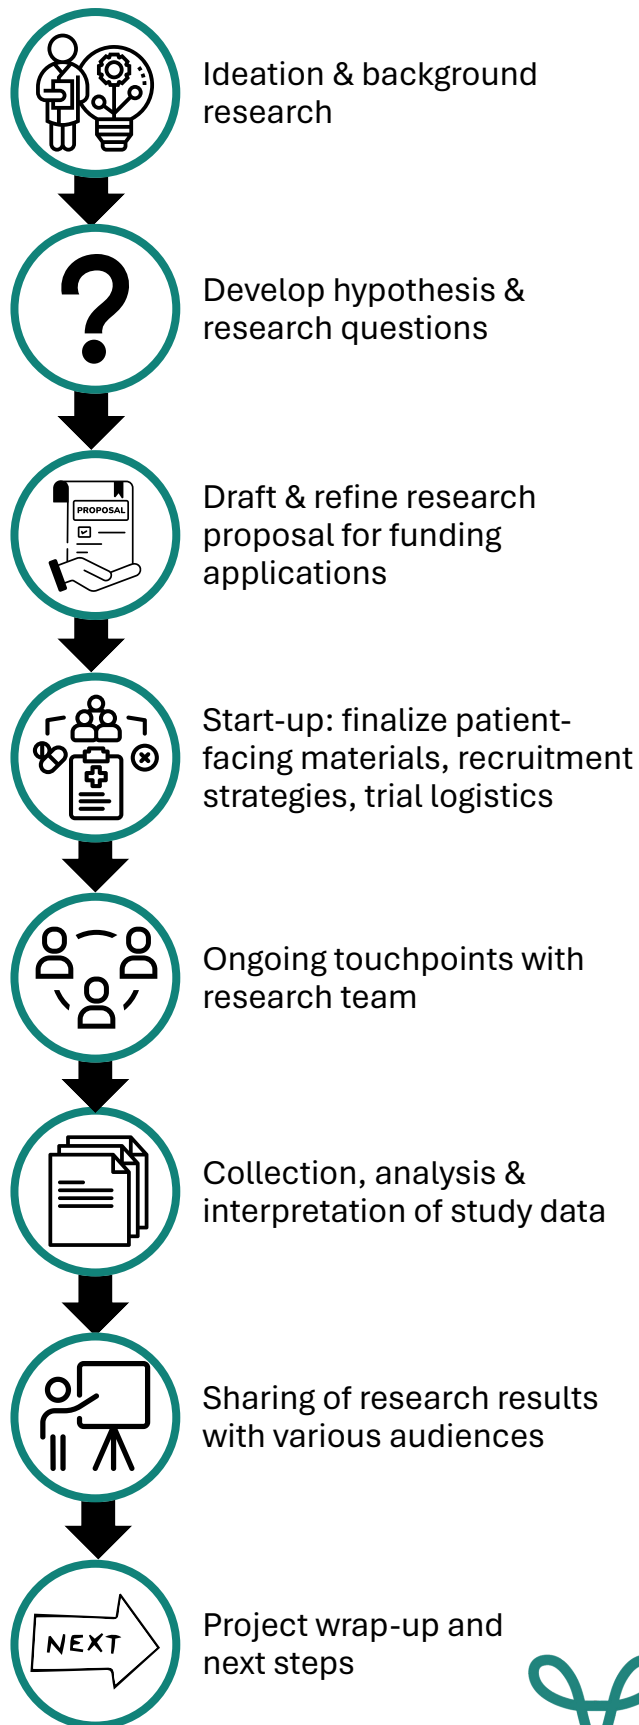 Ideation & background
research
Develop hypothesis &
research questions
PROPOSAL
Draft & refine research
proposal for funding
applications
Start-up: finalize patient-
facing materials, recruitment
strategies, trial logistics
Ongoing touchpoints with
research team
Collection, analysis &
interpretation of study data
Sharing of research results
with various audiences
NEXT
Project wrap-up and
next steps